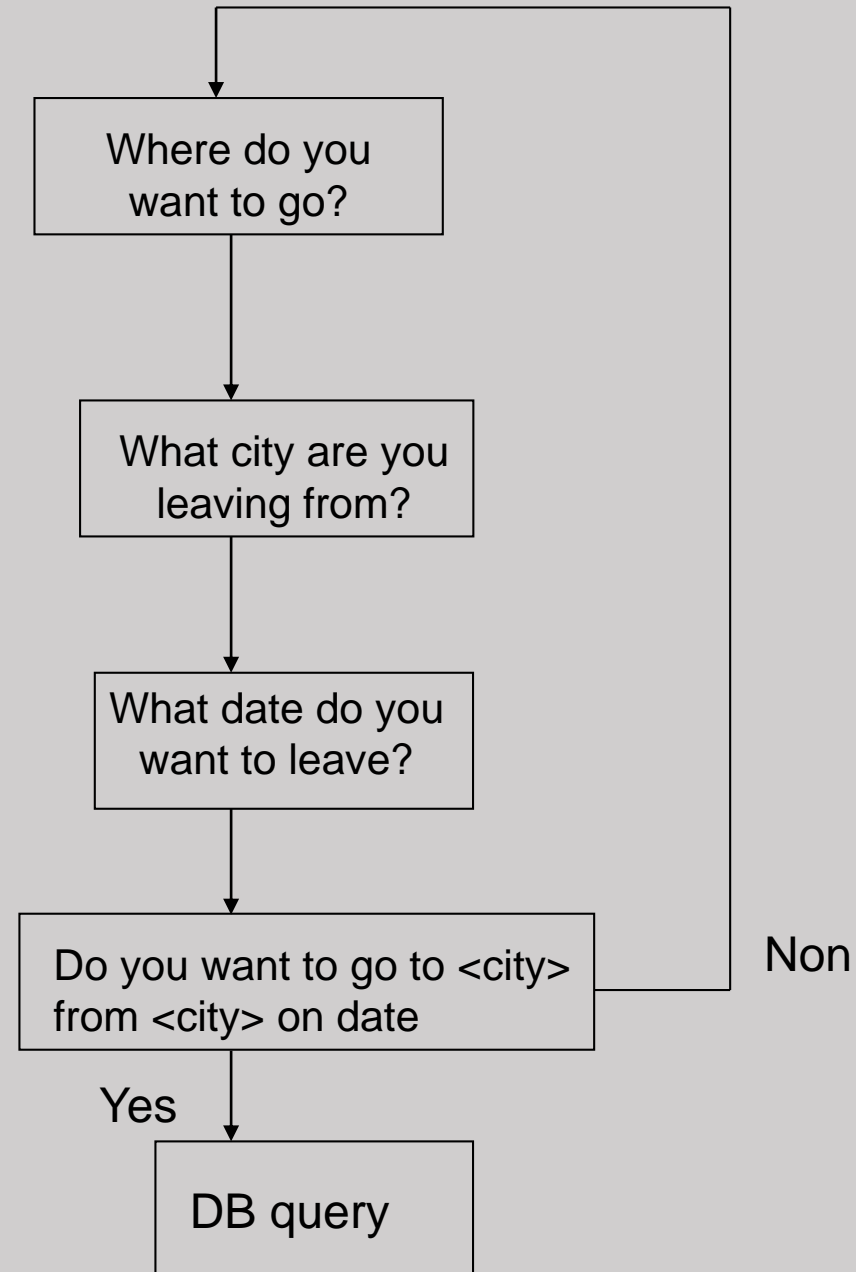 Where do you
want to go?
What city are you
leaving from?
What date do you
want to leave?
Do you want to go to <city>
from <city> on date
Non
Yes
DB query